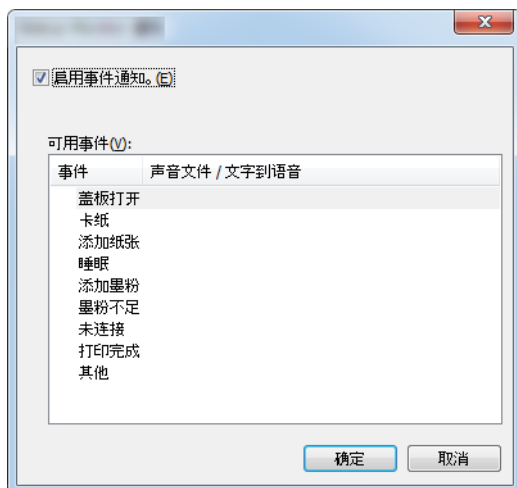 启用事件通知。(E)
可用事件(V):
事件 声音文件 / 文字到语音
盖板打开
卡纸
添加纸张
睡眠
添加墨粉
墨粉不足
未连接
打印完成
其他
确定 取消